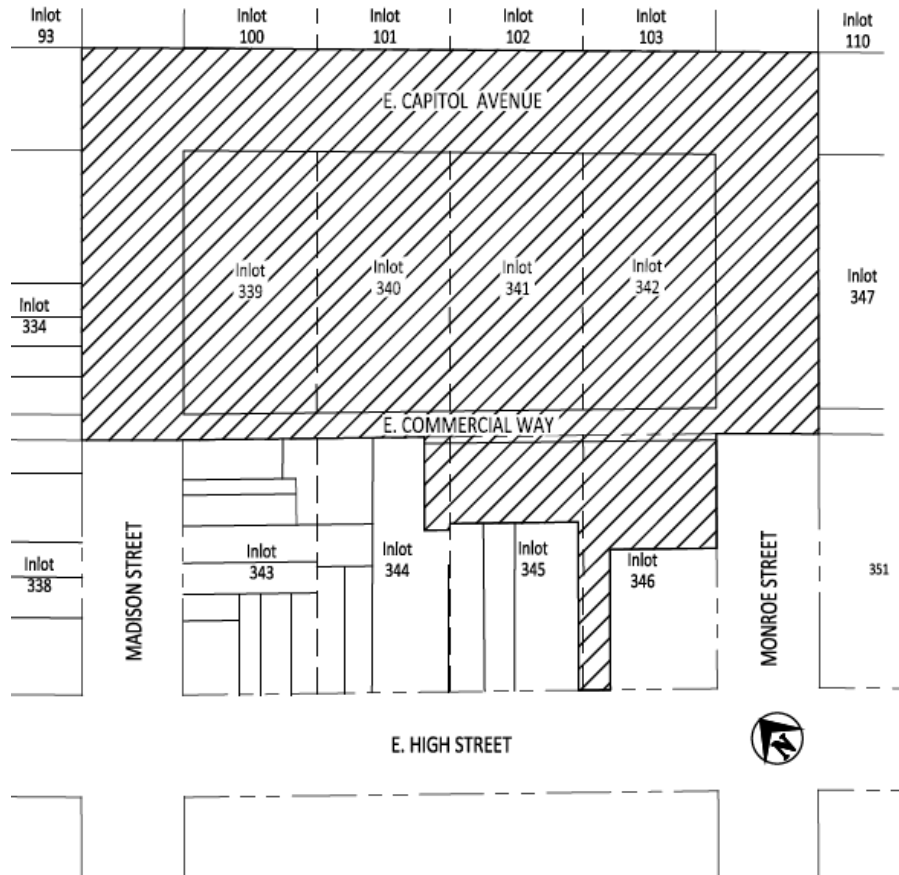 Inlot
93
Inlot
100
Inlot
101
Inlot
102
Inlot
103
Inlot
110
E. CAPITOL AVENUE
Inlot
339
Inlot
340
Inlot
341
Inlot
342
Inlot
347
Inlot
334
E. COMMERCIAL WAY
MADISON STREET
Inlot
338
Inlot
343
Inlot
344
Inlot
345
Inlot
346
MONROE STREET
351
E. HIGH STREET
N